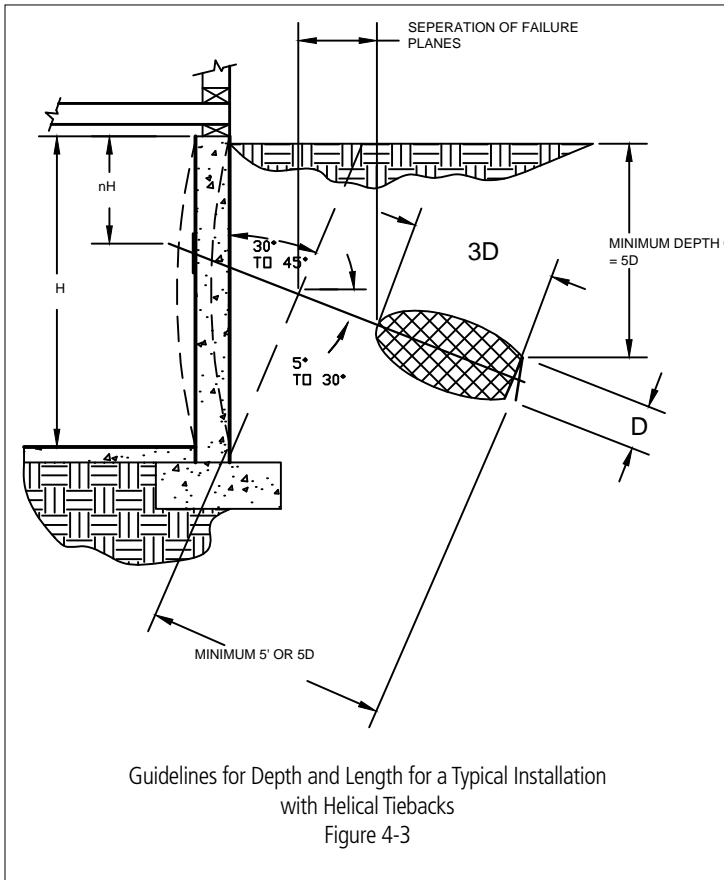 SEPERATION OF FAILURE
PLANES
nH
H
30°
TO 45°
3D
MINIMUM DEPTH
= 5D
5°
TO 30°
D
MINIMUM 5' OR 5D
Guidelines for Depth and Length for a Typical Installation
with Helical Tiebacks
Figure 4-3